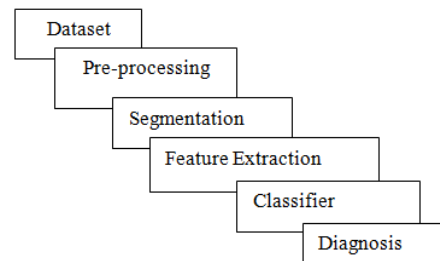 Dataset
Pre-processing
Segmentation
Feature Extraction
Classifier
Diagnosis